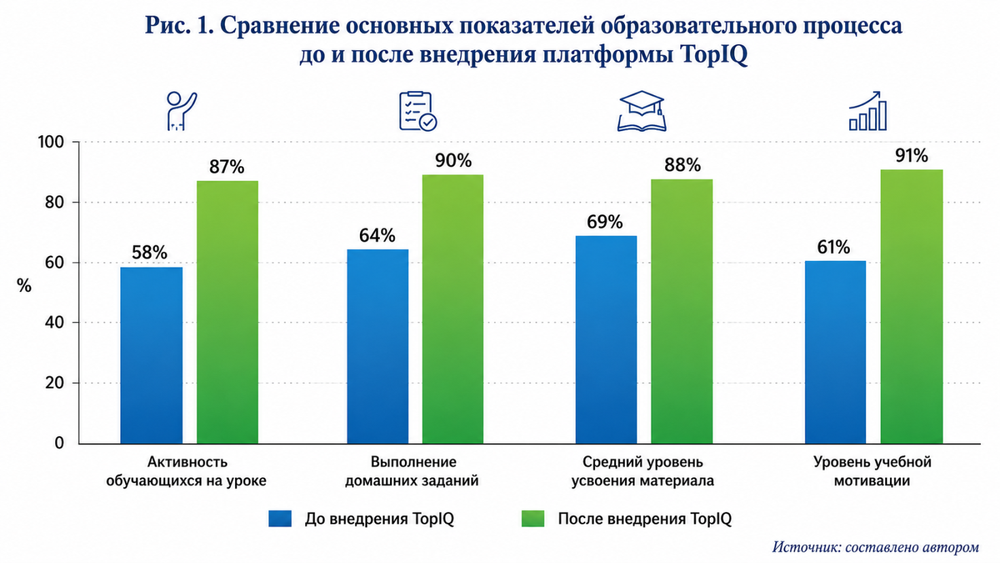 Рис. 1. Сравнение основных показателей образовательного процесса
до и после внедрения платформы TopIQ
100
80
60
40
20
0
%
58%
87%
64%
90%
69%
88%
61%
91%
Активность
обучающихся на уроке
Выполнение
домашних заданий
Средний уровень
усвоения материала
Уровень учебной
мотивации
До внедрения TopIQ
После внедрения TopIQ
Источник: составлено автором